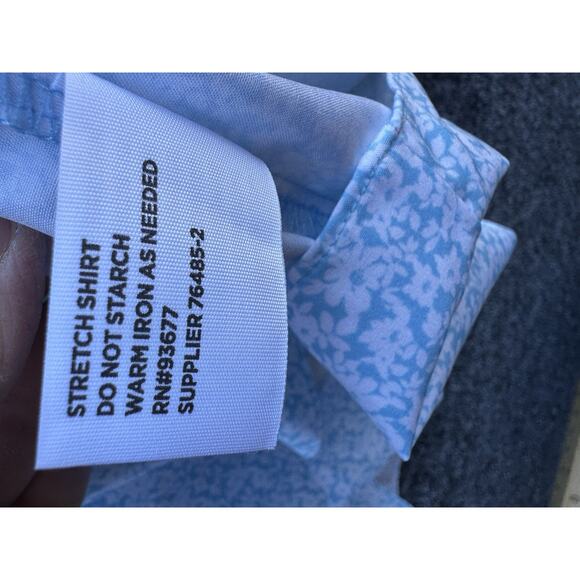 STRETCH SHIRT
DO NOT STARCH
WARM IRON AS NEEDED
RN#93677
SUPPLIER 76485-2